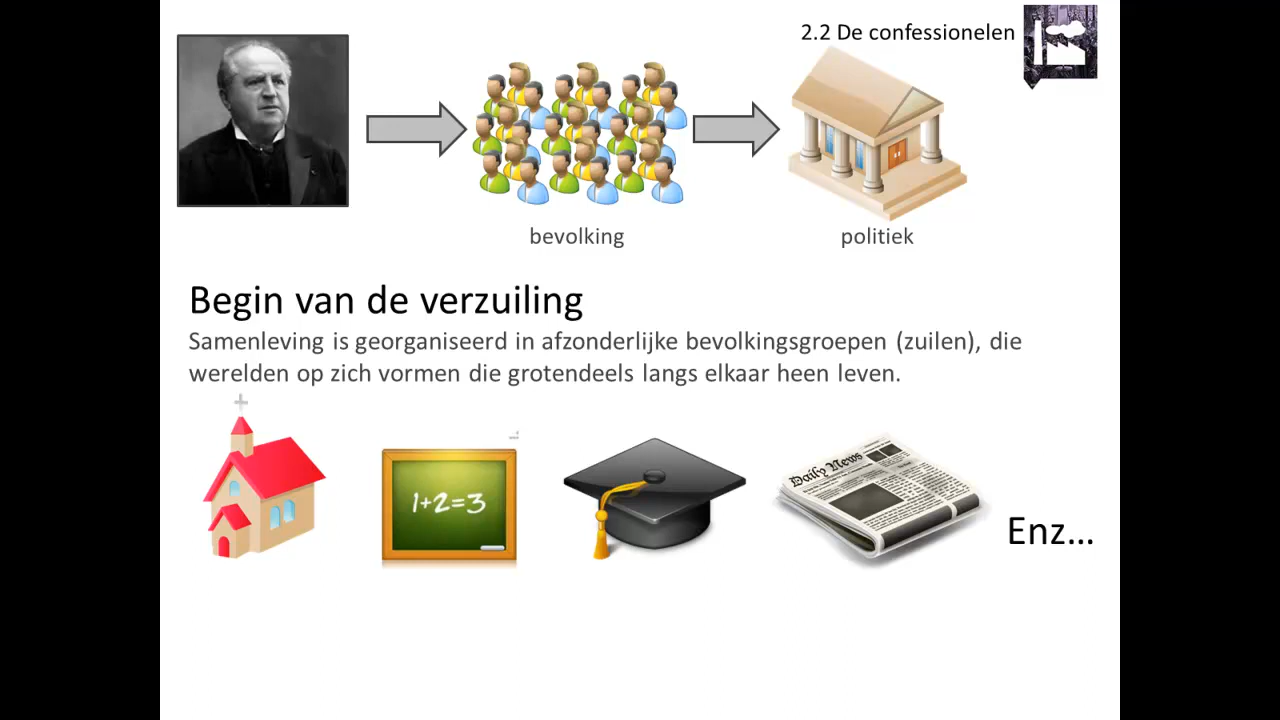 2.2 De confessionelen
bevolking
politiek
Begin van de verzuiling
Samenleving is georganiseerd in afzonderlijke bevolkingsgroepen (zuilen), die
werelden op zich vormen die grotendeels langs elkaar heen leven.
1+2=3
Daily News
Enz...